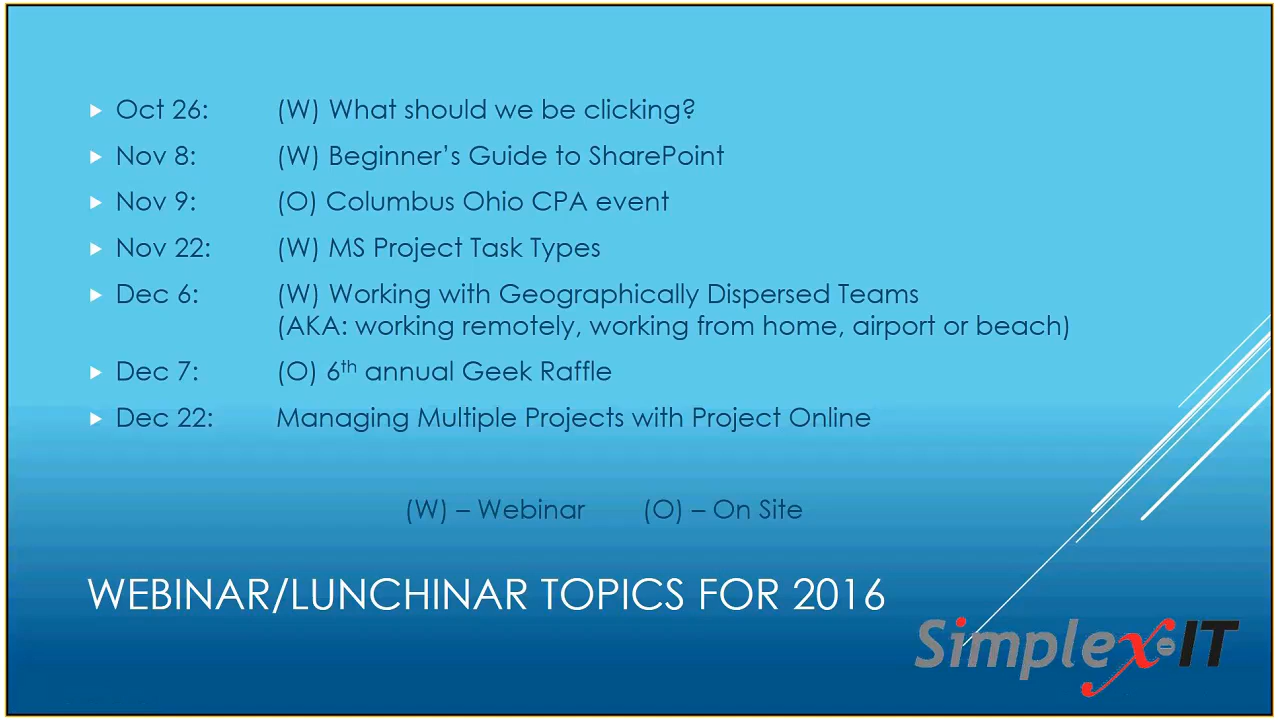 Oct 26: (W) What should we be clicking?
Nov 8: (W) Beginner’s Guide to SharePoint
Nov 9: (O) Columbus Ohio CPA event
Nov 22: (W) MS Project Task Types
Dec 6: (W) Working with Geographically Dispersed Teams
(AKA: working remotely, working from home, airport or beach)
Dec 7: (O) 6th annual Geek Raffle
Dec 22: Managing Multiple Projects with Project Online
(W) – Webinar (O) – On Site
WEBINAR/LUNCHINAR TOPICS FOR 2016
Simplex-IT